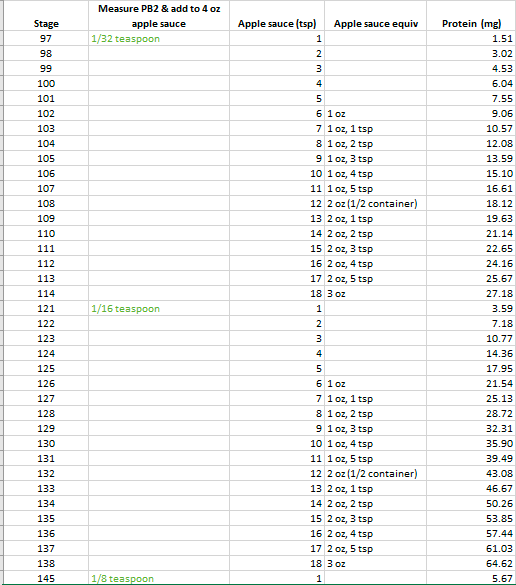 Measure PB2 & add to 4 oz
Stage apple sauce Apple sauce (tsp) Apple sauce equiv Protein (mg)
97 1/32 teaspoon 1 1.51
98 2 3.02
99 3 4.53
100 4 6.04
101 5 7.55
102 6 1 oz 9.06
103 7 1 oz, 1 tsp 10.57
104 8 1 oz, 2 tsp 12.08
105 9 1 oz, 3 tsp 13.59
106 10 1 oz, 4 tsp 15.10
107 11 1 oz, 5 tsp 16.61
108 12 2 oz (1/2 container) 18.12
109 13 2 oz, 1 tsp 19.63
110 14 2 oz, 2 tsp 21.14
111 15 2 oz, 3 tsp 22.65
112 16 2 oz, 4 tsp 24.16
113 17 2 oz, 5 tsp 25.67
114 18 3 oz 27.18
121 1/16 teaspoon 1 3.59
122 2 7.18
123 3 10.77
124 4 14.36
125 5 17.95
126 6 1 oz 21.54
127 7 1 oz, 1 tsp 25.13
128 8 1 oz, 2 tsp 28.72
129 9 1 oz, 3 tsp 32.31
130 10 1 oz, 4 tsp 35.90
131 11 1 oz, 5 tsp 39.49
132 12 2 oz (1/2 container) 43.08
133 13 2 oz, 1 tsp 46.67
134 14 2 oz, 2 tsp 50.26
135 15 2 oz, 3 tsp 53.85
136 16 2 oz, 4 tsp 57.44
137 17 2 oz, 5 tsp 61.03
138 18 3 oz 64.62
145 1/8 teaspoon 1 5.67